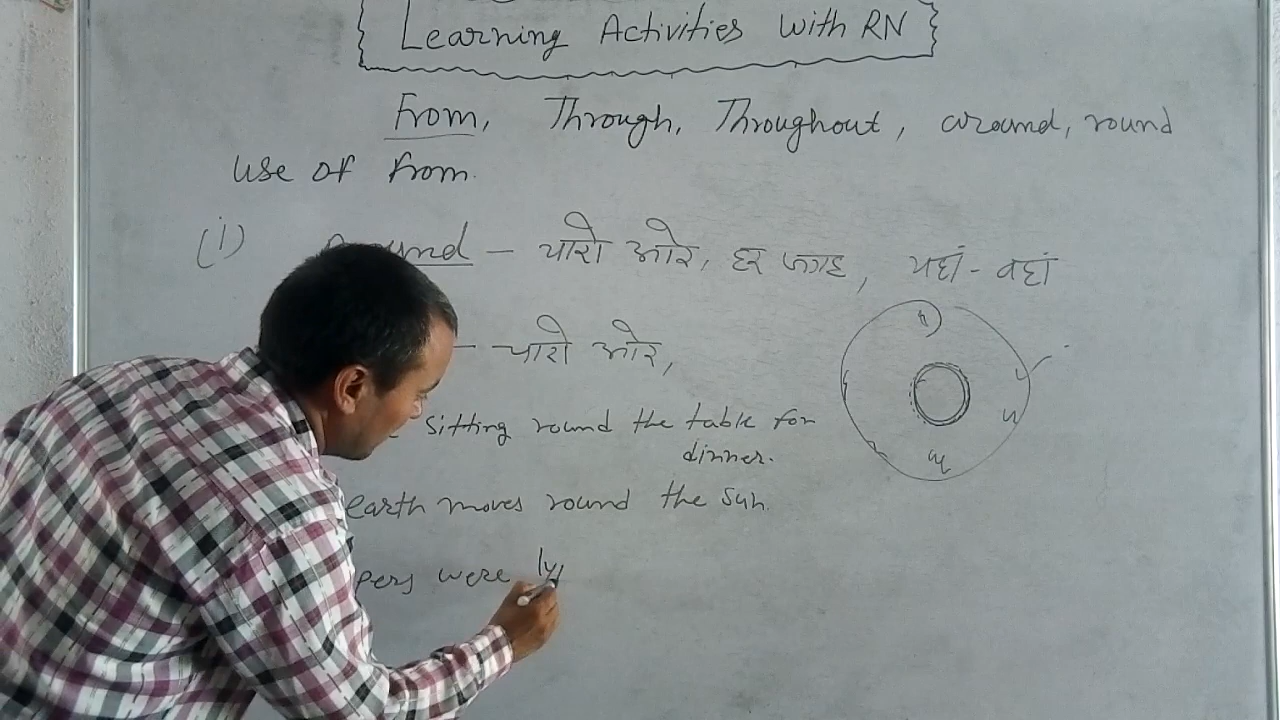 Learning Activities with RN
From, Through, Throughout, around, round
use of from.
(i) – चारो ओर, हर जगह, यहां - वहां
– चारो ओर,
sitting round the table for
dinner.
earth moves round the sun.
were